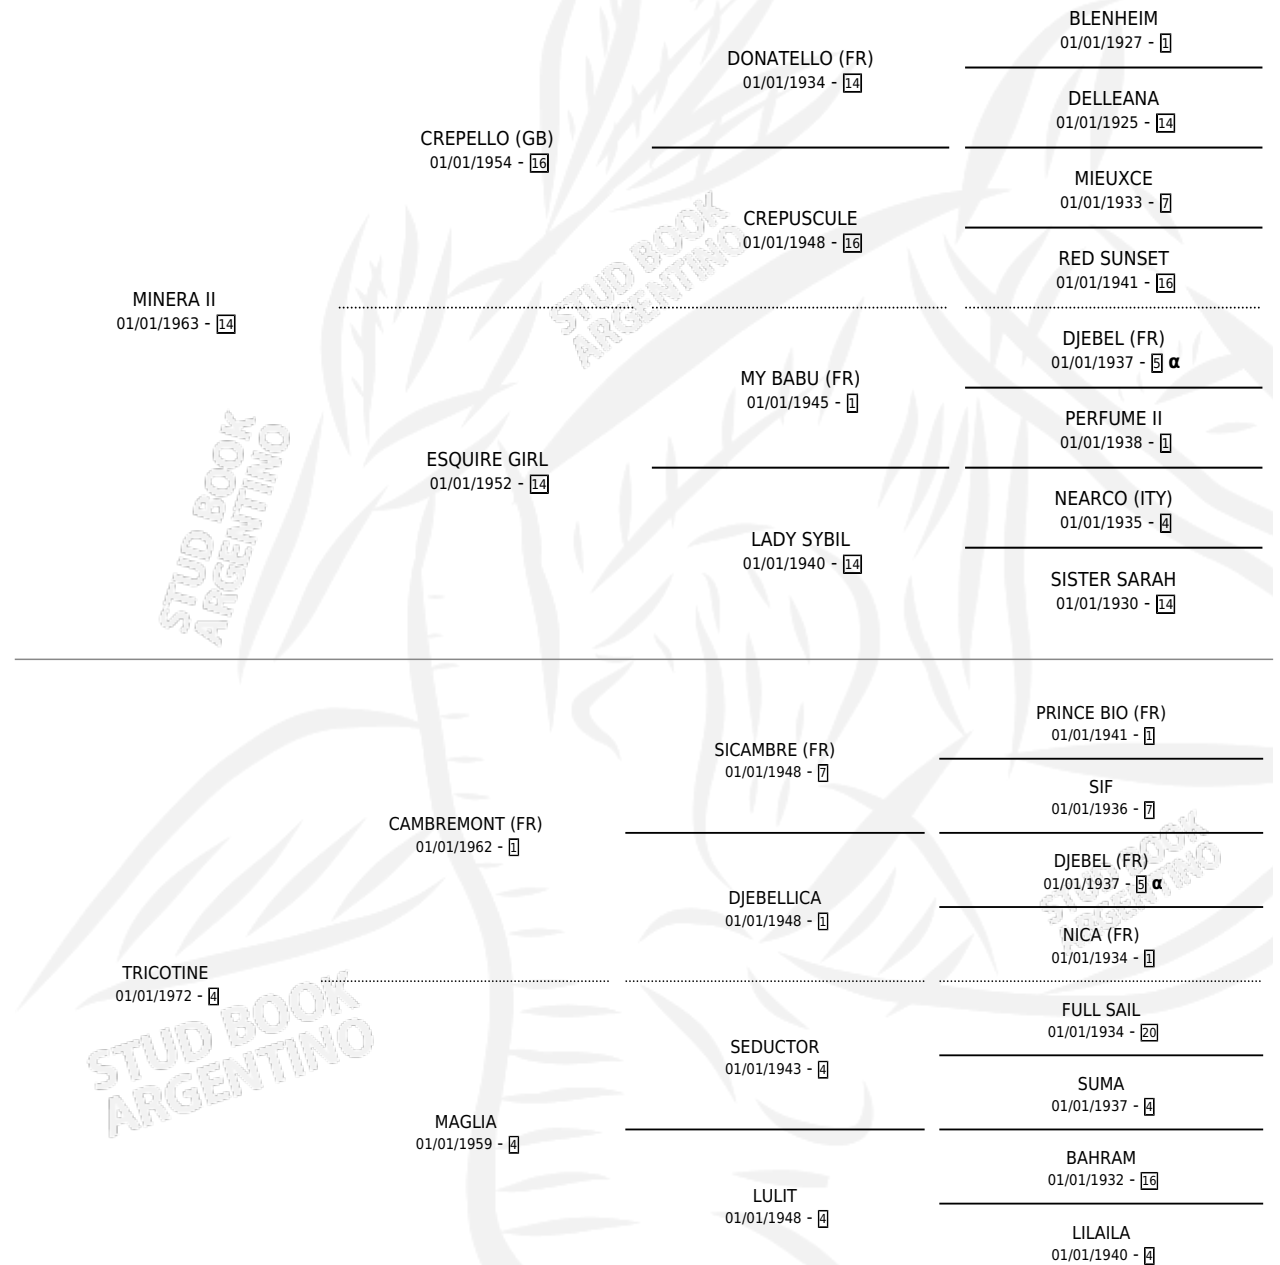 BLENHEIM
01/01/1927 - 1
DONATELLO (FR)
01/01/1934 - 14
DELLEANA
01/01/1925 - 14
CREPELLO (GB)
01/01/1954 - 16
MIEUXCE
01/01/1933 - 7
CREPUSCULE
01/01/1948 - 16
RED SUNSET
01/01/1941 - 16
STUD BOOK
ARGENTINO
MINERA II
01/01/1963 - 14
DJEBEL (FR)
01/01/1937 - 5 α
MY BABU (FR)
01/01/1945 - 1
PERFUME II
01/01/1938 - 1
ESQUIRE GIRL
01/01/1952 - 14
NEARCO (ITY)
01/01/1935 - 4
LADY SYBIL
01/01/1940 - 14
SISTER SARAH
01/01/1930 - 14
STUD BOOK
ARGENTINO
PRINCE BIO (FR)
01/01/1941 - 1
SICAMBRE (FR)
01/01/1948 - 7
SIF
01/01/1936 - 7
CAMBREMONT (FR)
01/01/1962 - 1
DJEBEL (FR)
01/01/1937 - 5 α
DJEBELLICA
01/01/1948 - 1
NICA (FR)
01/01/1934 - 1
STUD BOOK
ARGENTINO
TRICOTINE
01/01/1972 - 4
FULL SAIL
01/01/1934 - 20
SEDUCTOR
01/01/1943 - 4
SUMA
01/01/1937 - 4
STUD BOOK
ARGENTINO
MAGLIA
01/01/1959 - 4
BAHRAM
01/01/1932 - 16
LULIT
01/01/1948 - 4
LILAILA
01/01/1940 - 4